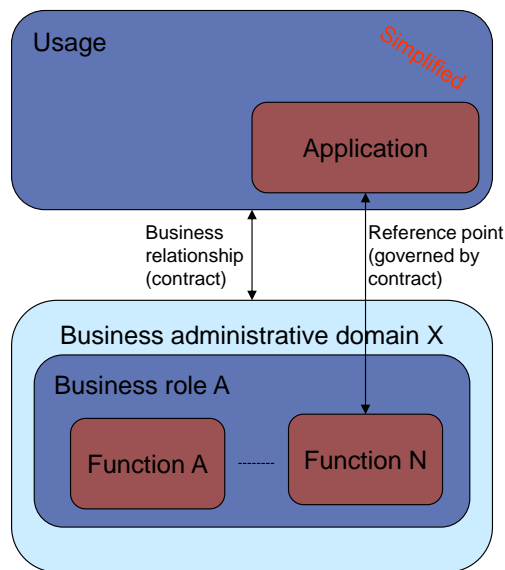 Usage
Simplified
Application
Business
relationship
(contract)
Reference point
(governed by
contract)
Business administrative domain X
Business role A
Function A
Function N